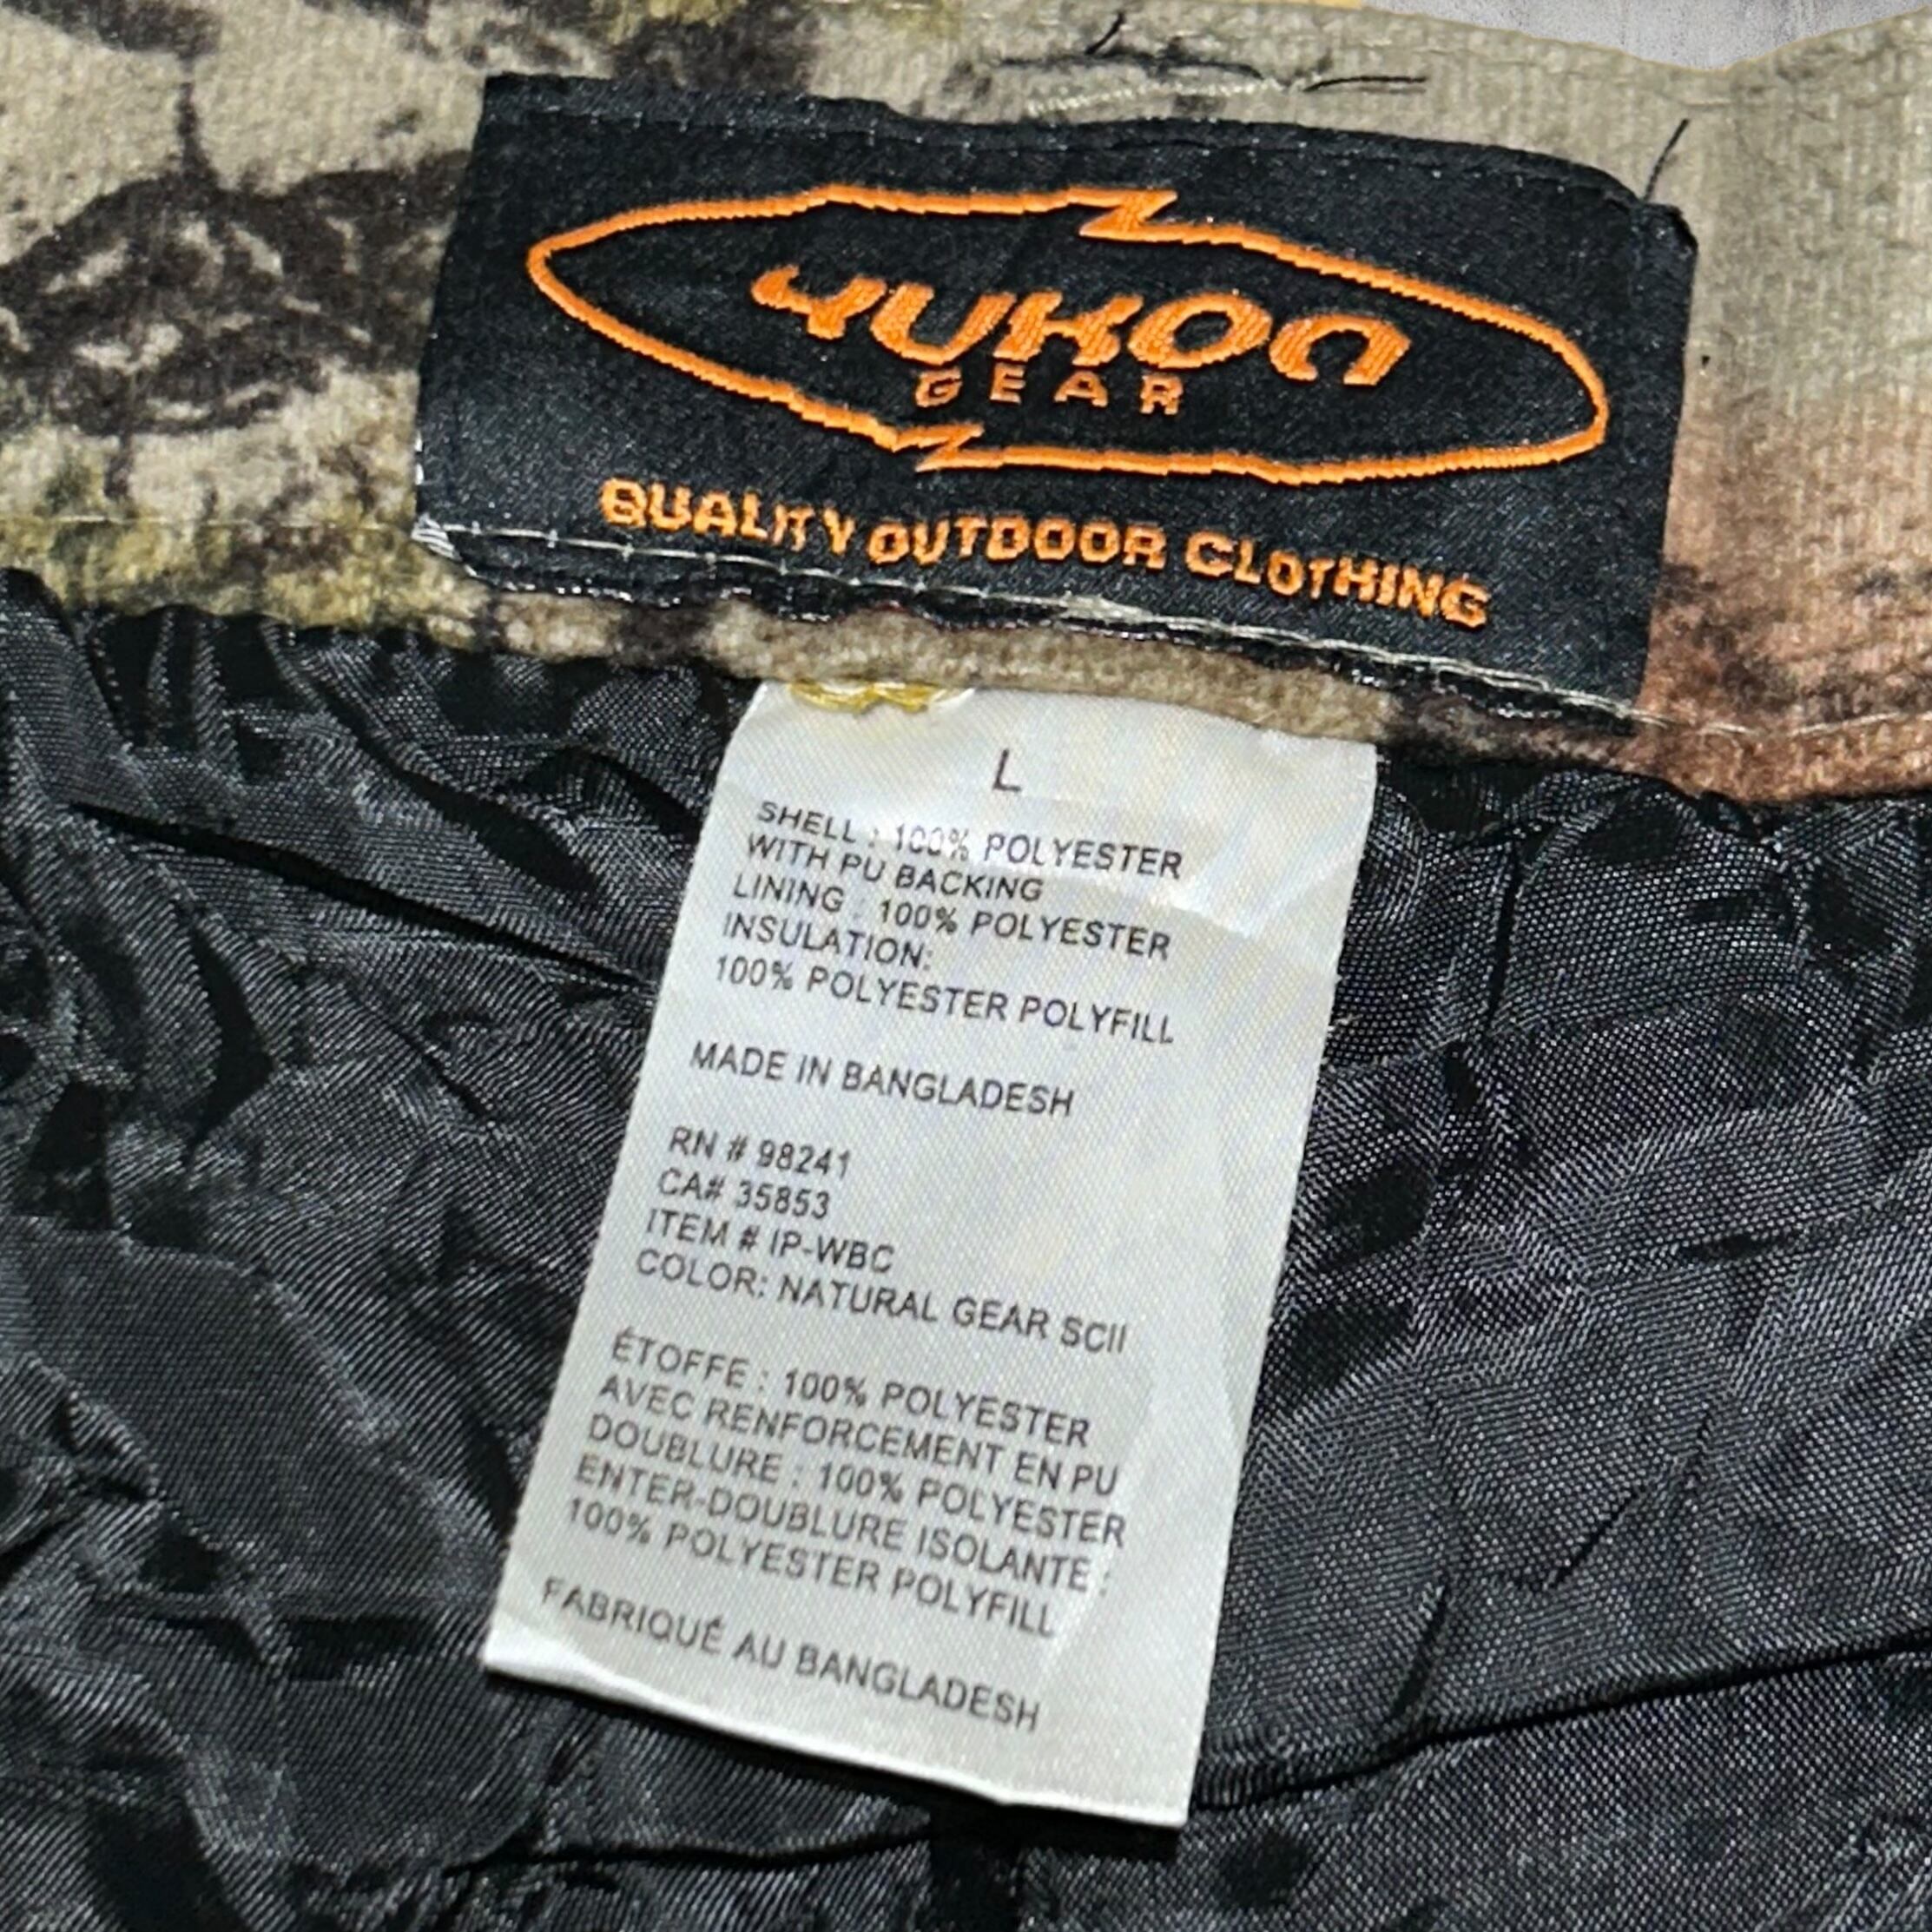 YUKON
GEAR
QUALITY OUTDOOR CLOTHING
L
SHELL : 100% POLYESTER
WITH PU BACKING
LINING : 100% POLYESTER
INSULATION:
100% POLYESTER POLYFILL
MADE IN BANGLADESH
RN # 98241
CA# 35853
ITEM # IP-WBC
COLOR: NATURAL GEAR SCII
ÉTOFFE : 100% POLYESTER
AVEC RENFORCEMENT EN PU
DOUBLURE : 100% POLYESTER
ENTER-DOUBLURE ISOLANTE :
100% POLYESTER POLYFILL
FABRIQUÉ AU BANGLADESH